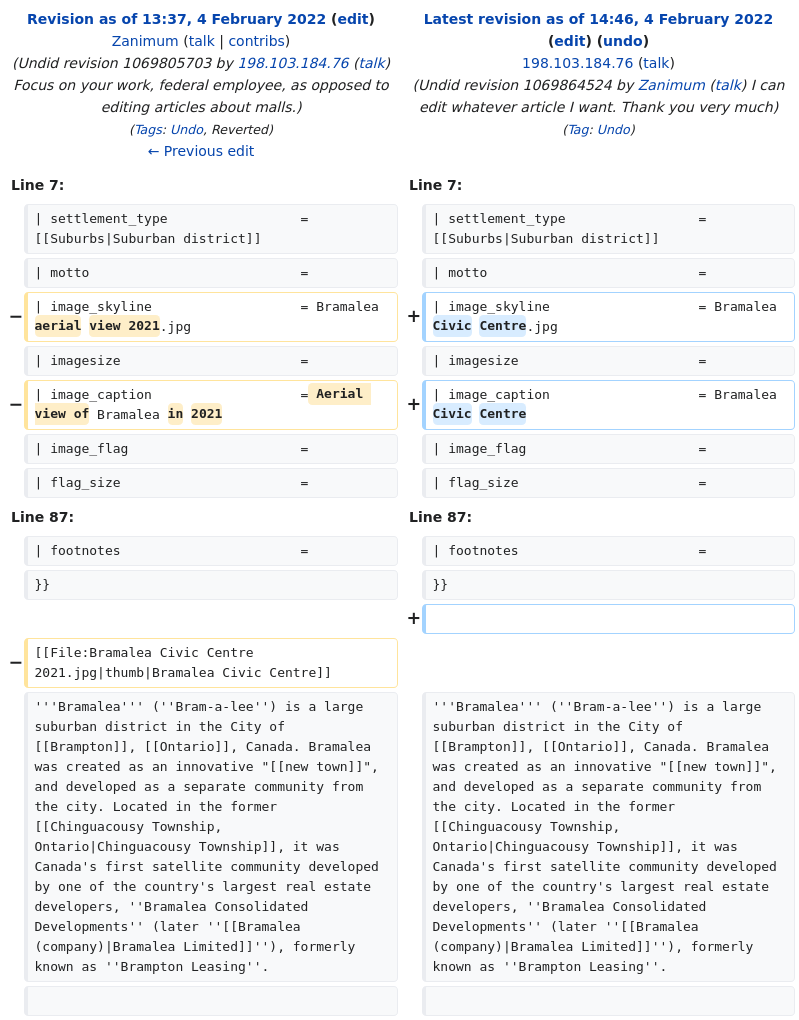 Revision as of 13:37, 4 February 2022 (edit)
Zanimum (talk | contribs)
(Undid revision 1069805703 by 198.103.184.76 (talk)
Focus on your work, federal employee, as opposed to
editing articles about malls.)
(Tags: Undo, Reverted)
← Previous edit
Latest revision as of 14:46, 4 February 2022
(edit) (undo)
198.103.184.76 (talk)
(Undid revision 1069864524 by Zanimum (talk) I can
edit whatever article I want. Thank you very much)
(Tag: Undo)
Line 7:
Line 7:
| settlement_type                 =
[[Suburbs|Suburban district]]
| settlement_type                 =
[[Suburbs|Suburban district]]
| motto                           =
| motto                           =
− | image_skyline                   = Bramalea
aerial view 2021.jpg
+ | image_skyline                   = Bramalea
Civic Centre.jpg
| imagesize                       =
| imagesize                       =
− | image_caption                   = Aerial
view of Bramalea in 2021
+ | image_caption                   = Bramalea
Civic Centre
| image_flag                      =
| image_flag                      =
| flag_size                       =
| flag_size                       =
Line 87:
Line 87:
| footnotes                       =
| footnotes                       =
}}
}}
+
− [[File:Bramalea Civic Centre
2021.jpg|thumb|Bramalea Civic Centre]]
'''Bramalea''' (''Bram-a-lee'') is a large
suburban district in the City of
[[Brampton]], [[Ontario]], Canada. Bramalea
was created as an innovative "[[new town]]",
and developed as a separate community from
the city. Located in the former
[[Chinguacousy Township,
Ontario|Chinguacousy Township]], it was
Canada's first satellite community developed
by one of the country's largest real estate
developers, ''Bramalea Consolidated
Developments'' (later ''[[Bramalea
(company)|Bramalea Limited]]''), formerly
known as ''Brampton Leasing''.
'''Bramalea''' (''Bram-a-lee'') is a large
suburban district in the City of
[[Brampton]], [[Ontario]], Canada. Bramalea
was created as an innovative "[[new town]]",
and developed as a separate community from
the city. Located in the former
[[Chinguacousy Township,
Ontario|Chinguacousy Township]], it was
Canada's first satellite community developed
by one of the country's largest real estate
developers, ''Bramalea Consolidated
Developments'' (later ''[[Bramalea
(company)|Bramalea Limited]]''), formerly
known as ''Brampton Leasing''.